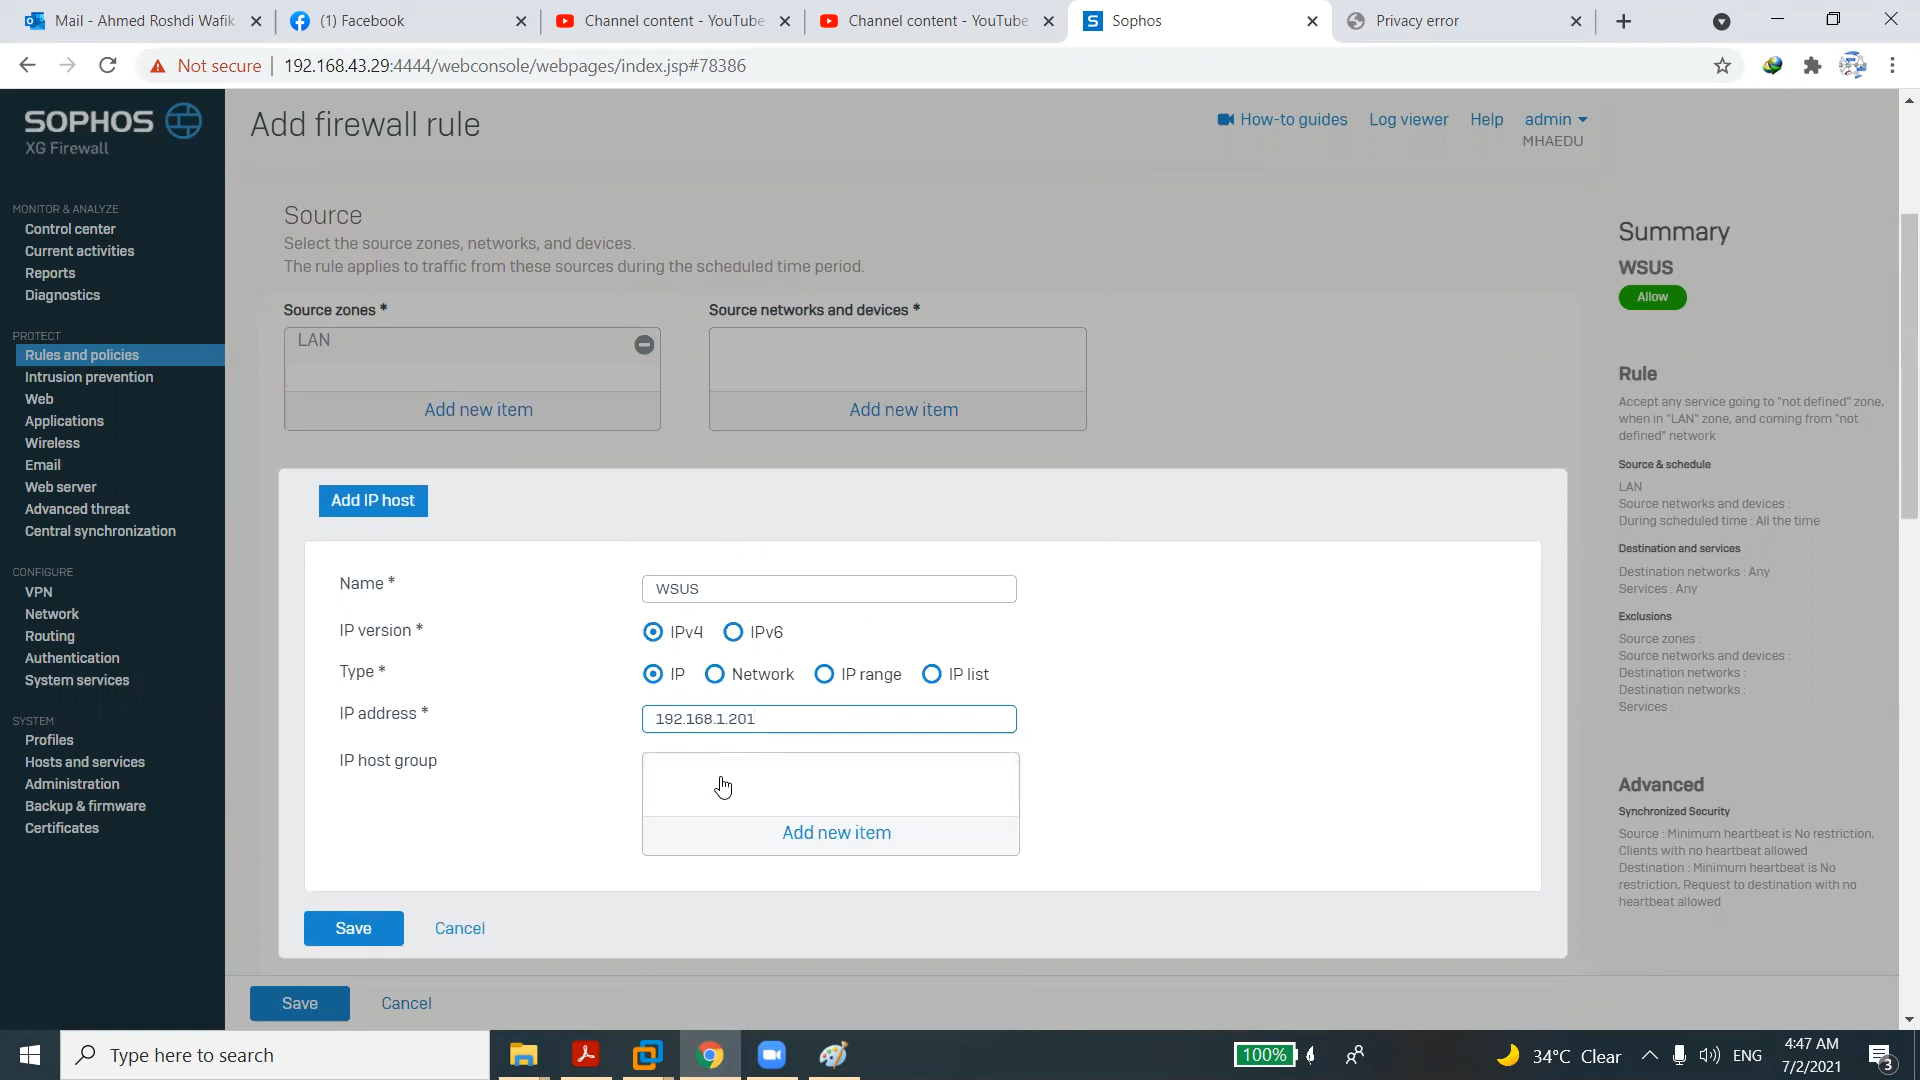 Mail - Ahmed Roshdi Wafik
(1) Facebook
Channel content - YouTube
Channel content - YouTube
S
Sophos
Privacy error
Not secure
192.168.43.29:4444/webconsole/webpages/index.jsp#78386
SOPHOS
XG Firewall
MONITOR & ANALYZE
Control center
Current activities
Reports
Diagnostics
PROTECT
Rules and policies
Intrusion prevention
Web
Applications
Wireless
Email
Web server
Advanced threat
Central synchronization
CONFIGURE
VPN
Network
Routing
Authentication
System services
SYSTEM
Profiles
Hosts and services
Administration
Backup & firmware
Certificates
Add firewall rule
How-to guides
Log viewer
Help
admin
MHAEDU
Source
Select the source zones, networks, and devices.
The rule applies to traffic from these sources during the scheduled time period.
Source zones *
LAN
Add new item
Source networks and devices *
Add new item
Add IP host
Name *
WSUS
IP version *
IPv4
IPv6
Type *
IP
Network
IP range
IP list
IP address *
192.168.1.201
IP host group
Add new item
Save
Cancel
Save
Cancel
Summary
WSUS
Allow
Rule
Accept any service going to "not defined" zone,
when in "LAN" zone, and coming from "not
defined" network
Source & schedule
LAN
Source networks and devices :
During scheduled time : All the time
Destination and services
Destination networks : Any
Services : Any
Exclusions
Source zones :
Source networks and devices :
Destination networks :
Destination networks :
Services :
Advanced
Synchronized Security
Source : Minimum heartbeat is No restriction,
Clients with no heartbeat allowed
Destination : Minimum heartbeat is No
restriction, Request to destination with no
heartbeat allowed
Type here to search
100%
34°C Clear
ENG
4:47 AM
7/2/2021
3